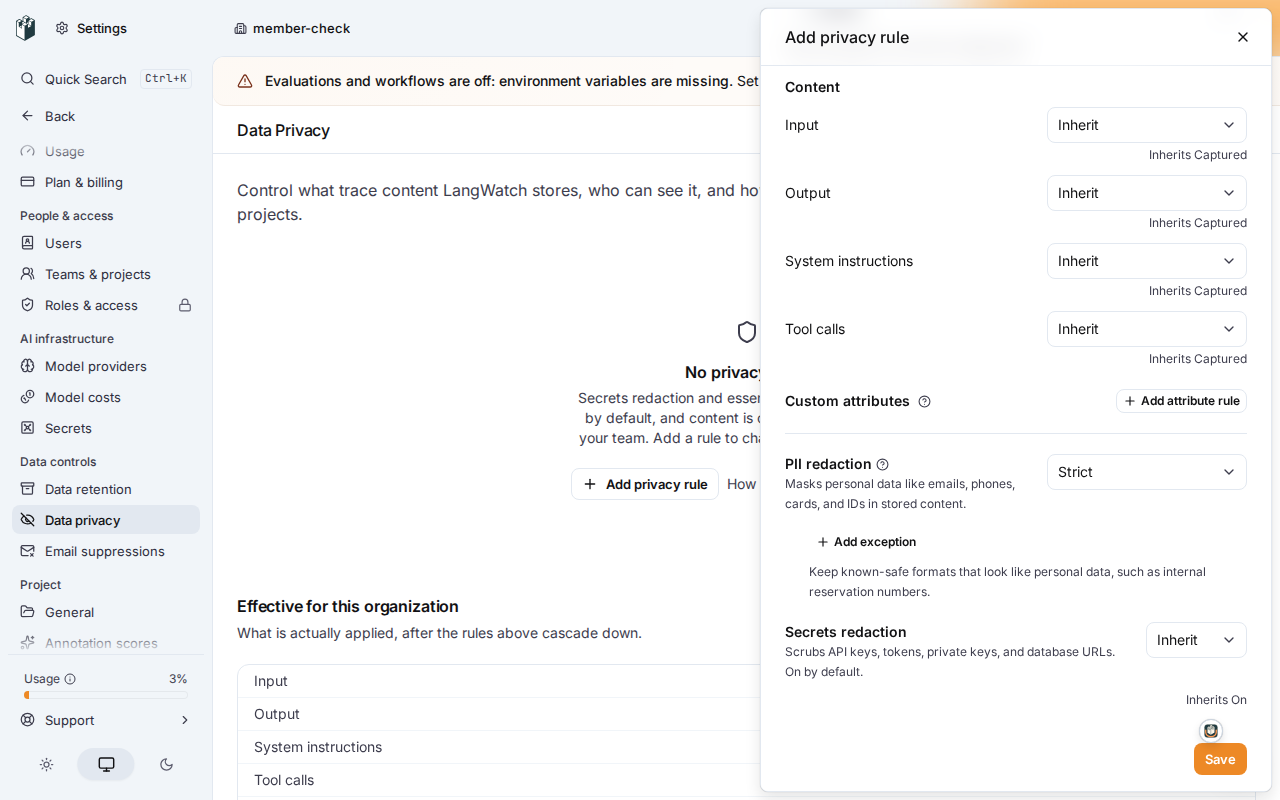 Settings
member-check
Quick Search
Ctrl+K
Back
Usage
Plan & billing
People & access
Users
Teams & projects
Roles & access
AI infrastructure
Model providers
Model costs
Secrets
Data controls
Data retention
Data privacy
Email suppressions
Project
General
Annotation scores
Usage
3%
Support
Evaluations and workflows are off: environment variables are missing. Set
Data Privacy
Control what trace content LangWatch stores, who can see it, and ho
projects.
No privacy
Secrets redaction and essen
by default, and content is c
your team. Add a rule to cha
Add privacy rule
How
Effective for this organization
What is actually applied, after the rules above cascade down.
Input
Output
System instructions
Tool calls
Add privacy rule
Content
Input
Inherit
Inherits Captured
Output
Inherit
Inherits Captured
System instructions
Inherit
Inherits Captured
Tool calls
Inherit
Inherits Captured
Custom attributes
Add attribute rule
PII redaction
Strict
Masks personal data like emails, phones,
cards, and IDs in stored content.
Add exception
Keep known-safe formats that look like personal data, such as internal
reservation numbers.
Secrets redaction
Inherit
Scrubs API keys, tokens, private keys, and database URLs.
On by default.
Inherits On
Save